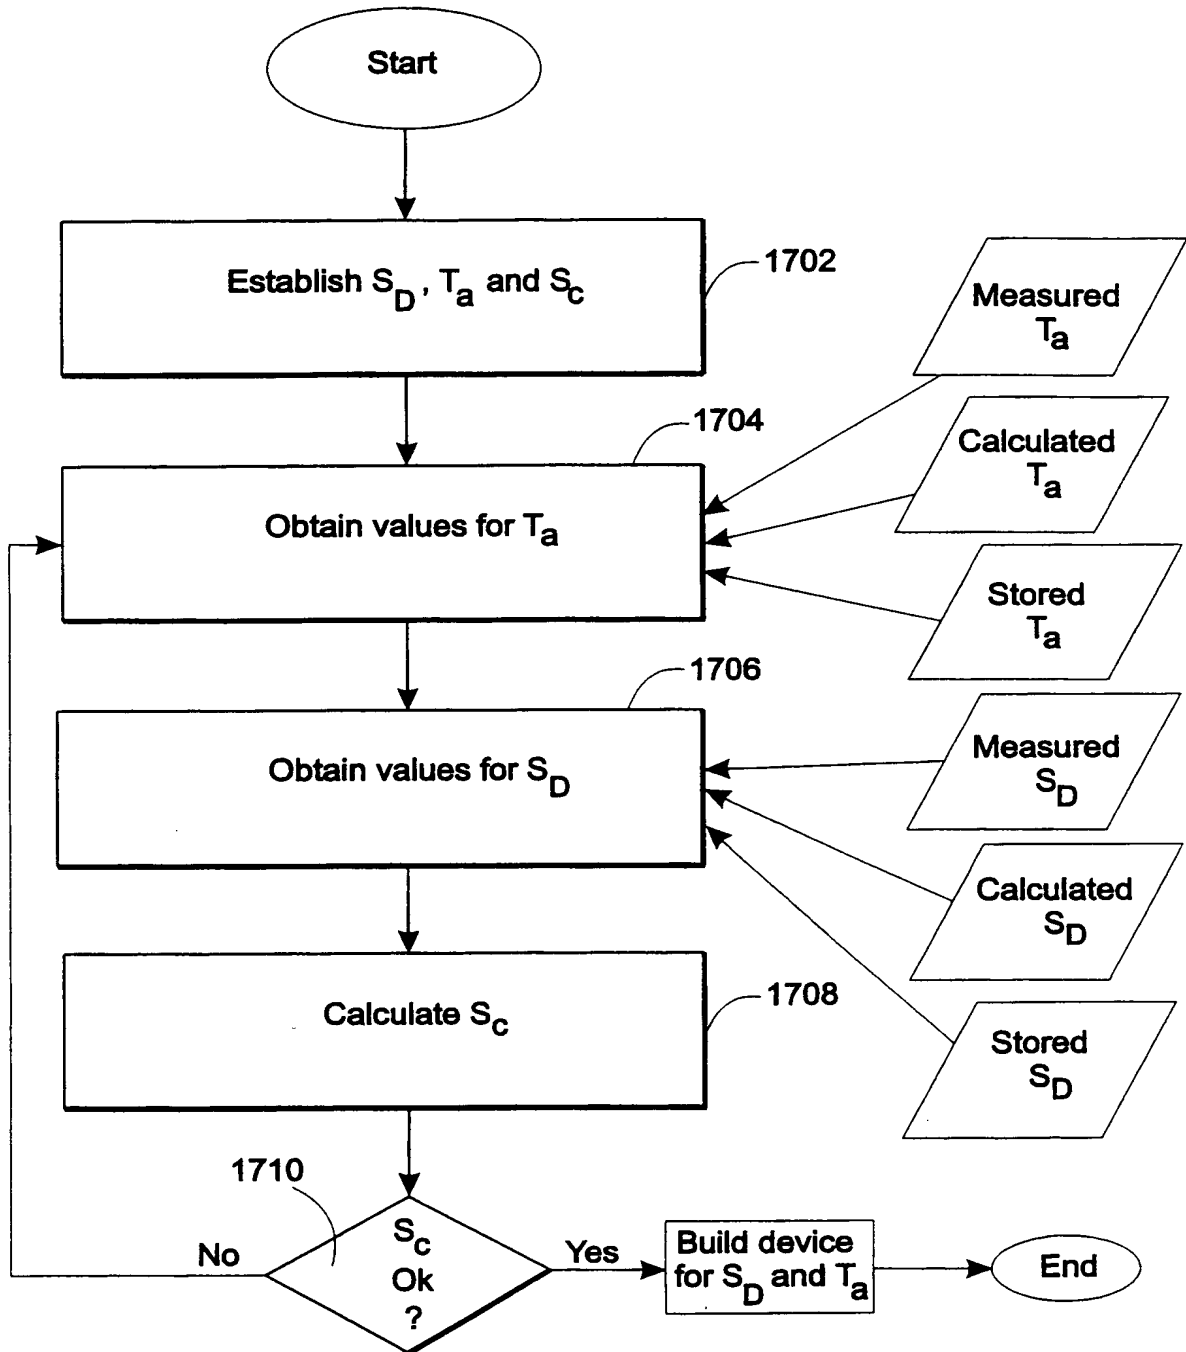 Start
Establish S_D, T_a and S_c
1702
Measured
T_a
1704
Calculated
T_a
Obtain values for T_a
Stored
T_a
1706
Measured
S_D
Obtain values for S_D
Calculated
S_D
1708
Calculate S_c
Stored
S_D
1710
S_c
Ok
?
No
Yes
Build device
for S_D and T_a
End